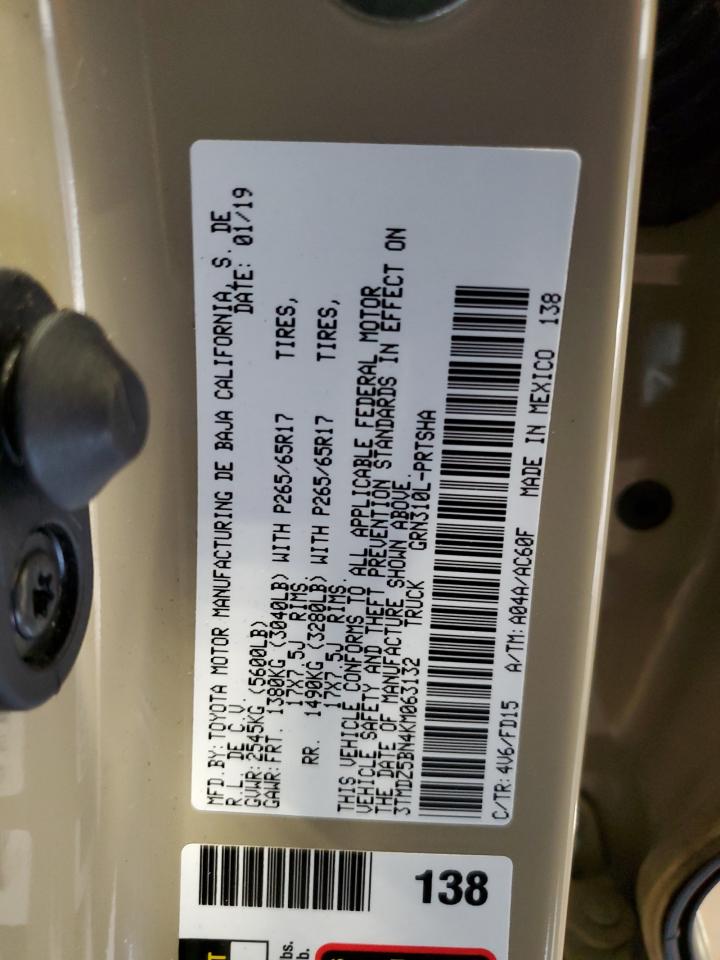 MFD.BY:TOYOTA MOTOR MANUFACTURING DE BAJA CALIFORNIA, S. DE
R.L. DE C.V. DATE: 01/19
GVWR:2545KG (5600LB)
GAWR:FRT. 1380KG (3040LB) WITH P265/65R17 TIRES,
17X7.5J RIMS.
RR. 1490KG (3280LB) WITH P265/65R17 TIRES,
17X7.5J RIMS.
THIS VEHICLE CONFORMS TO ALL APPLICABLE FEDERAL MOTOR
VEHICLE SAFETY AND THEFT PREVENTION STANDARDS IN EFFECT ON
THE DATE OF MANUFACTURE SHOWN ABOVE.
3TMDZ5BN4KM063132 TRUCK GRN310L-PRTSHA
C/TR:4V6/FD15 A/TM:A04A/AC60F MADE IN MEXICO 138
138
bs.
b.